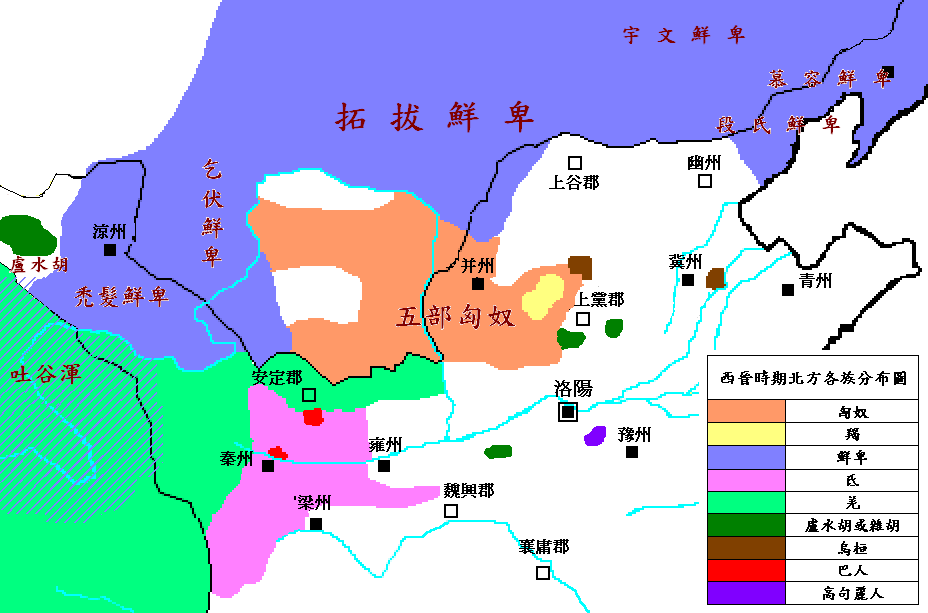 宇文鮮卑
慕容鮮卑
拓拔鮮卑
段氏鮮卑
乞伏鮮卑
上谷郡
幽州
涼州
盧水胡
禿髮鮮卑
并州
冀州
青州
上黨郡
五部匈奴
吐谷渾
安定郡
洛陽
豫州
秦州
雍州
'梁州
魏興郡
襄庸郡
西晉時期北方各族分布圖
匈奴
羯
鮮卑
氐
羌
盧水胡或雜胡
烏桓
巴人
高句麗人